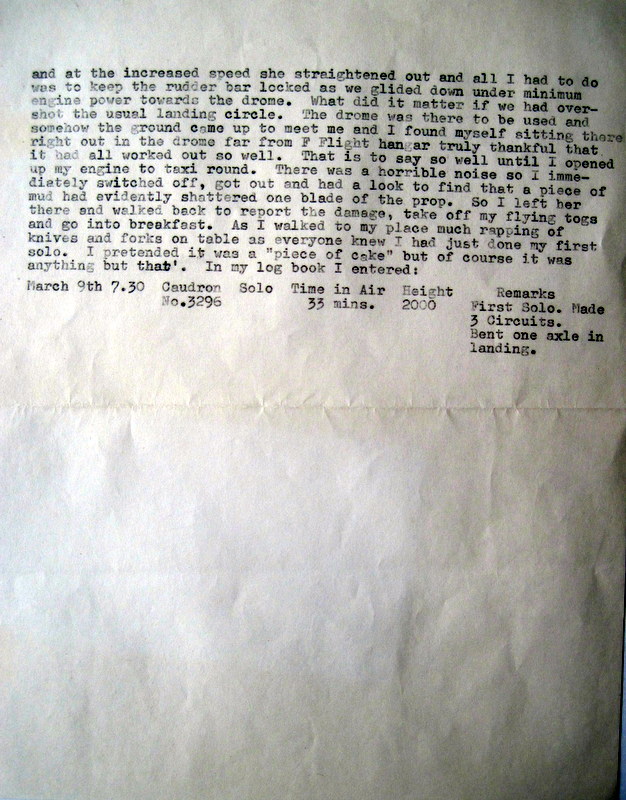 and at the increased speed she straightened out and all I had to do
was to keep the rudder bar locked as we glided down under minimum
engine power towards the drome.  What did it matter if we had over-
shot the usual landing circle.  The drome was there to be used and
somehow the ground came up to meet me and I found myself sitting there
right out in the drome far from F Flight hangar truly thankful that
it had all worked out so well.  That is to say so well until I opened
up my engine to taxi round.  There was a horrible noise so I imme-
diately switched off, got out and had a look to find that a piece of
mud had evidently shattered one blade of the prop.  So I left her
there and walked back to report the damage, take off my flying togs
and go into breakfast.  As I walked to my place much rapping of
knives and forks on table as everyone knew I had just done my first
solo.  I pretended it was a "piece of cake" but of course it was
anything but that'.  In my log book I entered:
March 9th 7.30  Caudron  Solo  Time in Air  Height  Remarks
No.3296  33 mins.  2000  First Solo. Made
3 Circuits.
Bent one axle in
landing.